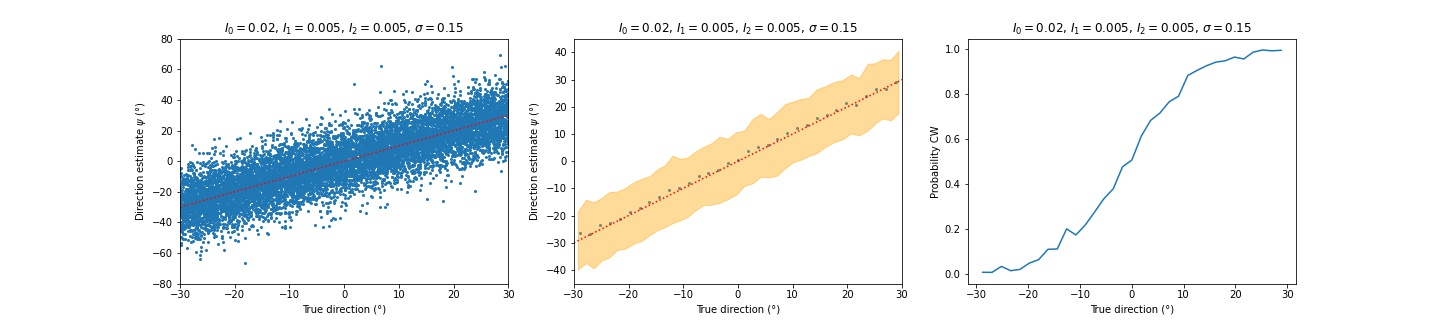 I₀ = 0.02, I₁ = 0.005, I₂ = 0.005, σ = 0.15
80
60
40
20
0
−20
−40
−60
−80
Direction estimate ψ (°)
−30 −20 −10 0 10 20 30
True direction (°)
I₀ = 0.02, I₁ = 0.005, I₂ = 0.005, σ = 0.15
40
30
20
10
0
−10
−20
−30
−40
Direction estimate ψ (°)
−30 −20 −10 0 10 20 30
True direction (°)
I₀ = 0.02, I₁ = 0.005, I₂ = 0.005, σ = 0.15
1.0
0.8
0.6
0.4
0.2
0.0
Probability CW
−30 −20 −10 0 10 20 30
True direction (°)